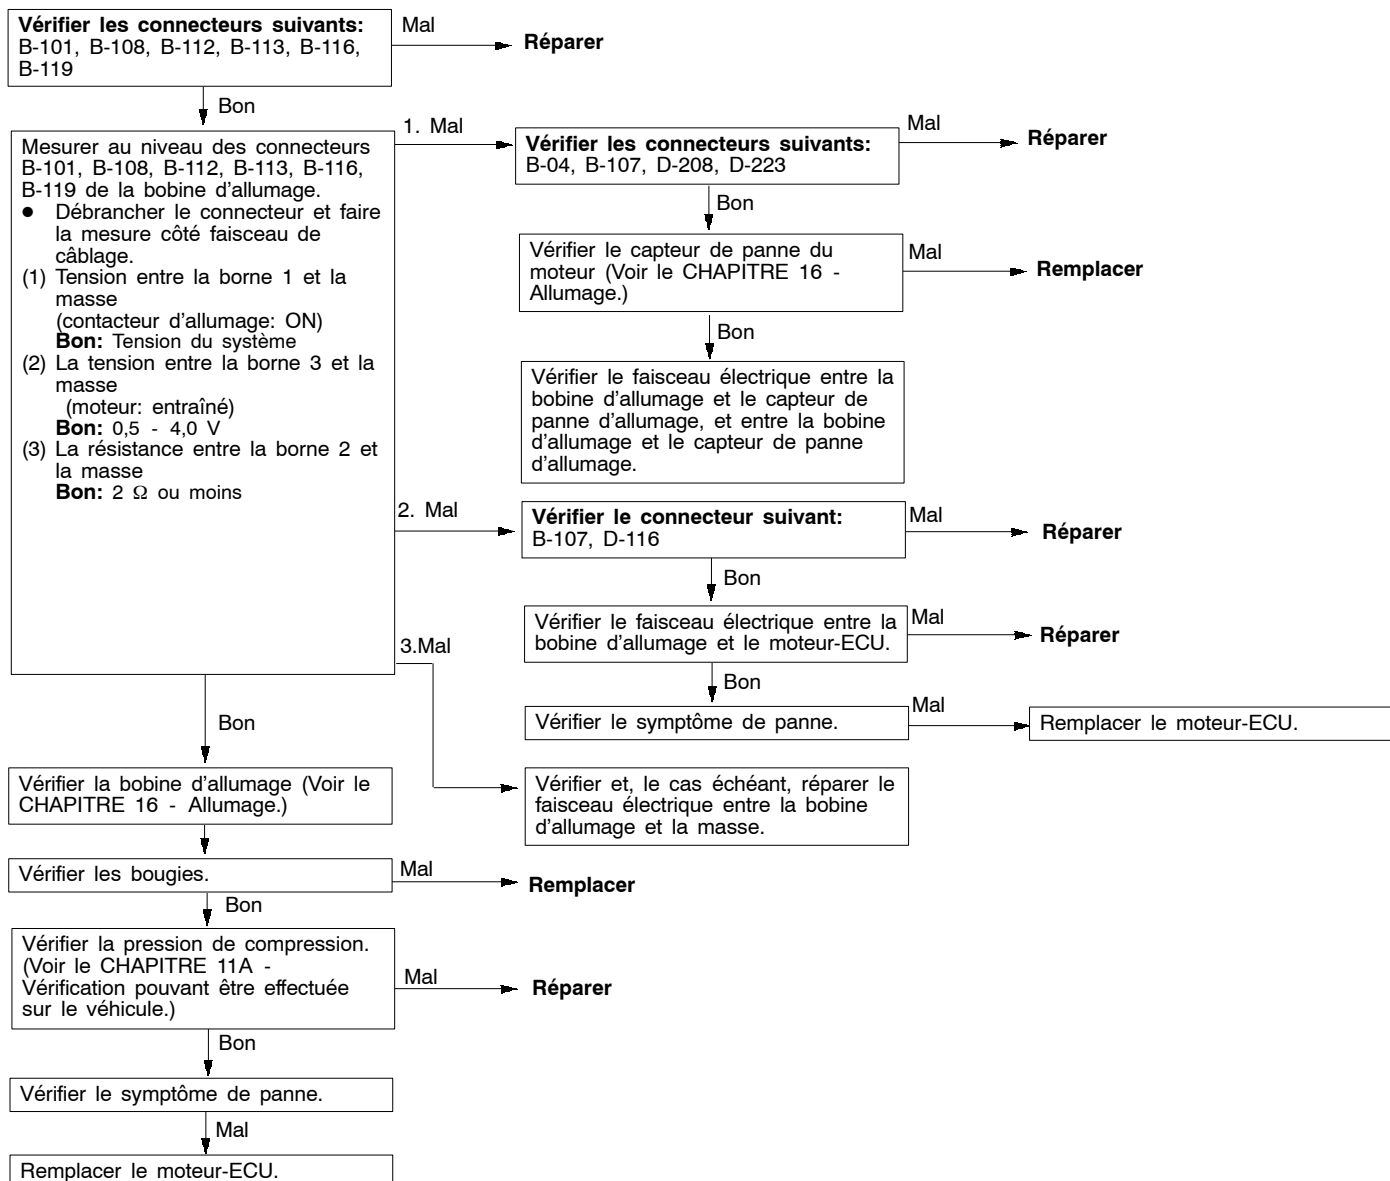 Vérifier les connecteurs suivants:
B-101, B-108, B-112, B-113, B-116,
B-119
Mal
Réparer
Bon
Mesurer au niveau des connecteurs
B-101, B-108, B-112, B-113, B-116,
B-119 de la bobine d'allumage.
● Débrancher le connecteur et faire
la mesure côté faisceau de
câblage.
(1) Tension entre la borne 1 et la
masse
(contacteur d'allumage: ON)
Bon: Tension du système
(2) La tension entre la borne 3 et la
masse
(moteur: entraîné)
Bon: 0,5 - 4,0 V
(3) La résistance entre la borne 2 et
la masse
Bon: 2 Ω ou moins
1. Mal
Vérifier les connecteurs suivants:
B-04, B-107, D-208, D-223
Mal
Réparer
Bon
Vérifier le capteur de panne du
moteur (Voir le CHAPITRE 16 -
Allumage.)
Mal
Remplacer
Bon
Vérifier le faisceau électrique entre la
bobine d'allumage et le capteur de
panne d'allumage, et entre la bobine
d'allumage et le capteur de panne
d'allumage.
2. Mal
Vérifier le connecteur suivant:
B-107, D-116
Mal
Réparer
Bon
Vérifier le faisceau électrique entre la
bobine d'allumage et le moteur-ECU.
Mal
Réparer
Bon
Vérifier le symptôme de panne.
Mal
Remplacer le moteur-ECU.
3.Mal
Vérifier et, le cas échéant, réparer le
faisceau électrique entre la bobine
d'allumage et la masse.
Bon
Vérifier la bobine d'allumage (Voir le
CHAPITRE 16 - Allumage.)
Vérifier les bougies.
Mal
Remplacer
Bon
Vérifier la pression de compression.
(Voir le CHAPITRE 11A -
Vérification pouvant être effectuée
sur le véhicule.)
Mal
Réparer
Bon
Vérifier le symptôme de panne.
Mal
Remplacer le moteur-ECU.